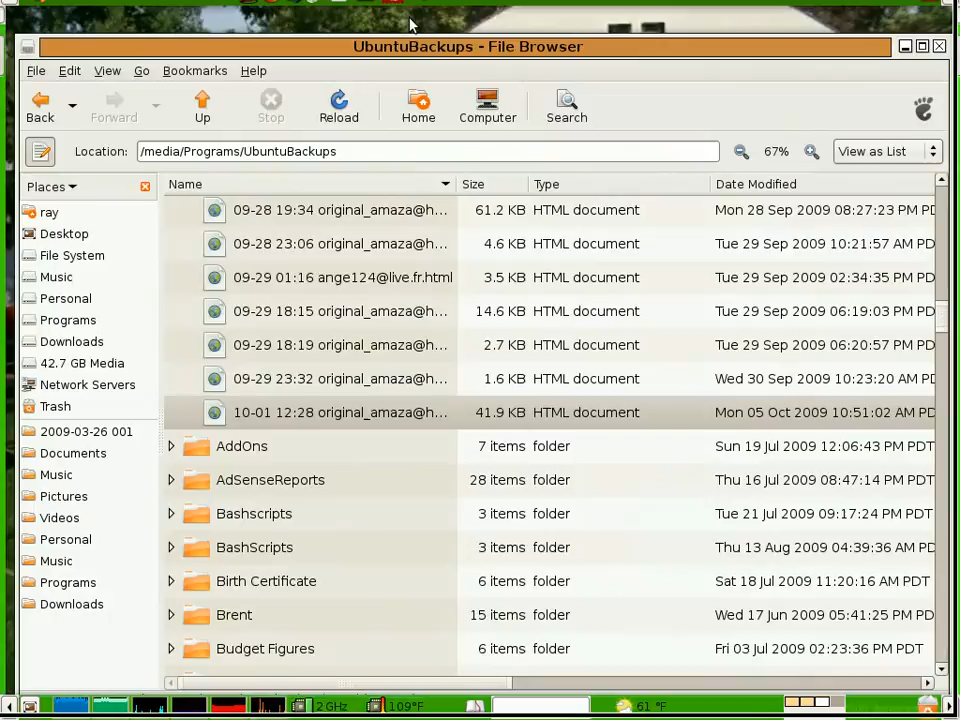 UbuntuBackups - File Browser
File Edit View Go Bookmarks Help
Back Forward Up Stop Reload Home Computer Search
Location: /media/Programs/UbuntuBackups 67% View as List
Places Name Size Type Date Modified
ray
Desktop
File System
Music
Personal
Programs
Downloads
42.7 GB Media
Network Servers
Trash
2009-03-26 001
Documents
Music
Pictures
Videos
Personal
Music
Programs
Downloads
09-28 19:34 original_amaza@h... 61.2 KB HTML document Mon 28 Sep 2009 08:27:23 PM PD
09-28 23:06 original_amaza@h... 4.6 KB HTML document Tue 29 Sep 2009 10:21:57 AM PD
09-29 01:16 ange124@live.fr.html 3.5 KB HTML document Tue 29 Sep 2009 02:34:35 PM PD
09-29 18:15 original_amaza@h... 14.6 KB HTML document Tue 29 Sep 2009 06:19:03 PM PD
09-29 18:19 original_amaza@h... 2.7 KB HTML document Tue 29 Sep 2009 06:20:57 PM PD
09-29 23:32 original_amaza@h... 1.6 KB HTML document Wed 30 Sep 2009 10:23:20 AM PD
10-01 12:28 original_amaza@h... 41.9 KB HTML document Mon 05 Oct 2009 10:51:02 AM PD
AddOns 7 items folder Sun 19 Jul 2009 12:06:43 PM PDT
AdSenseReports 28 items folder Thu 16 Jul 2009 08:47:14 PM PDT
Bashscripts 3 items folder Tue 21 Jul 2009 09:17:24 PM PDT
BashScripts 3 items folder Thu 13 Aug 2009 04:39:36 AM PD
Birth Certificate 6 items folder Sat 18 Jul 2009 11:20:16 AM PDT
Brent 15 items folder Wed 17 Jun 2009 05:41:25 PM PD
Budget Figures 6 items folder Fri 03 Jul 2009 02:23:36 PM PDT
2 GHz 109°F 61 °F